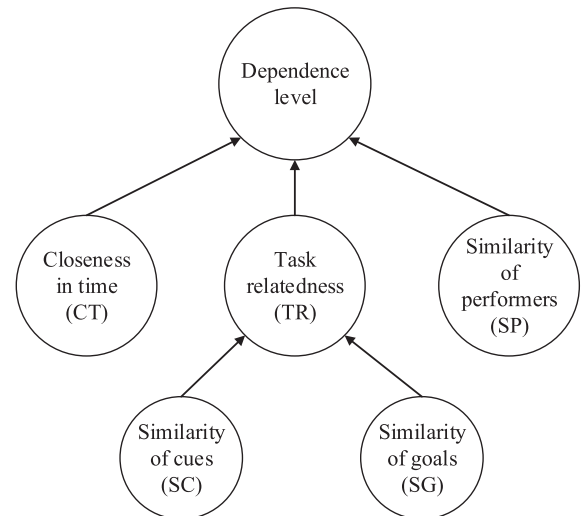 Dependence
level
Closeness
in time
(CT)
Task
relatedness
(TR)
Similarity
of
performers
(SP)
Similarity
of cues
(SC)
Similarity
of goals
(SG)